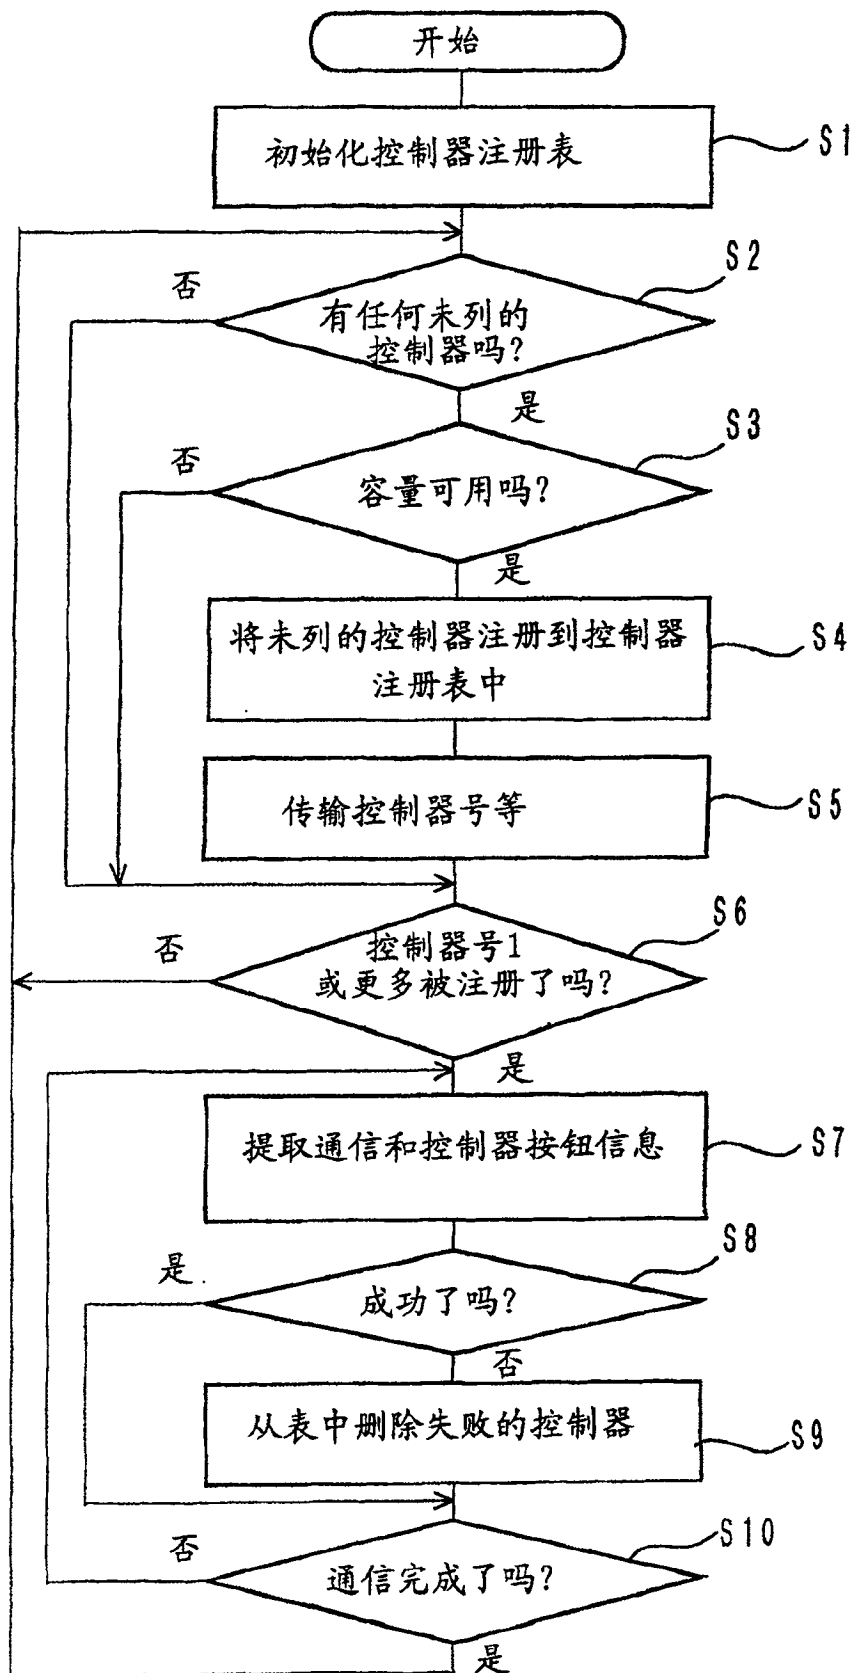 开始
初始化控制器注册表
S1
S2
否
有任何未列的
控制器吗?
是
S3
否
容量可用吗?
是
将未列的控制器注册到控制器
注册表中
S4
传输控制器号等
S5
S6
否
控制器号1
或更多被注册了吗?
是
提取通信和控制器按钮信息
S7
S8
是
成功了吗?
否
从表中删除失败的控制器
S9
S10
否
通信完成了吗?
是